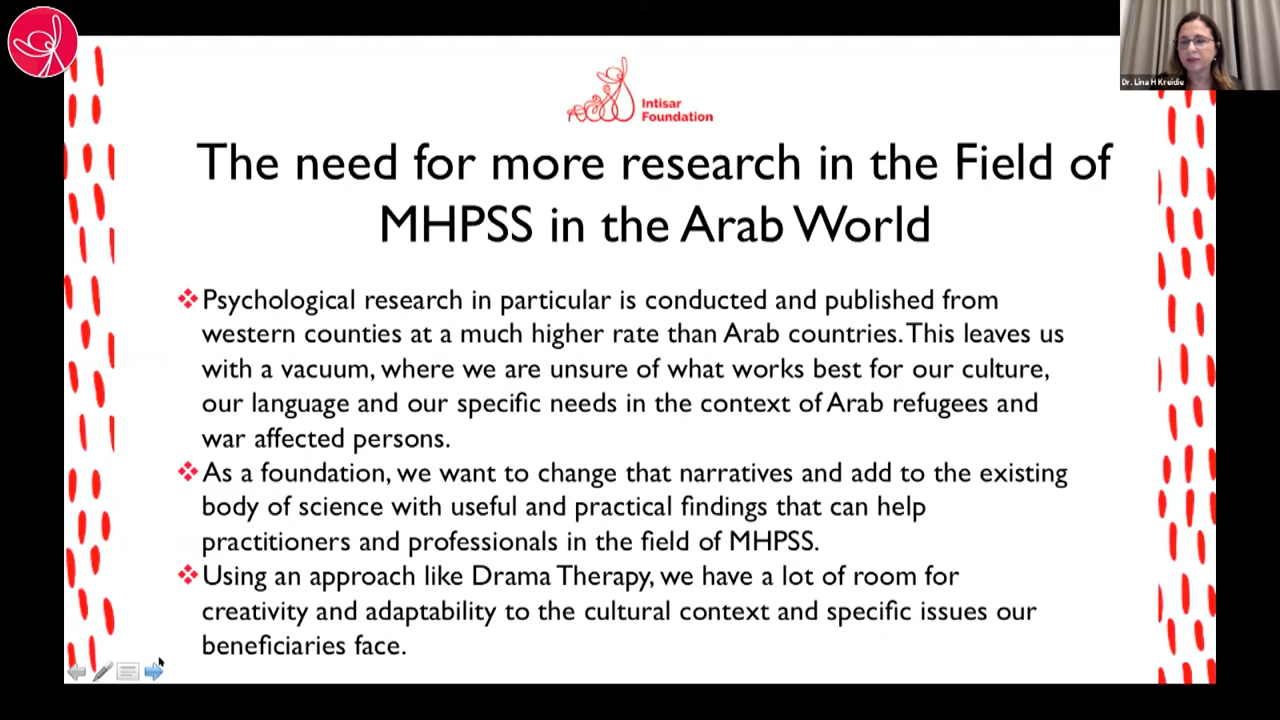 Dr. Lina H Kreidie
Intisar
Foundation
The need for more research in the Field of
MHPSS in the Arab World
Psychological research in particular is conducted and published from
western counties at a much higher rate than Arab countries. This leaves us
with a vacuum, where we are unsure of what works best for our culture,
our language and our specific needs in the context of Arab refugees and
war affected persons.
As a foundation, we want to change that narratives and add to the existing
body of science with useful and practical findings that can help
practitioners and professionals in the field of MHPSS.
Using an approach like Drama Therapy, we have a lot of room for
creativity and adaptability to the cultural context and specific issues our
beneficiaries face.